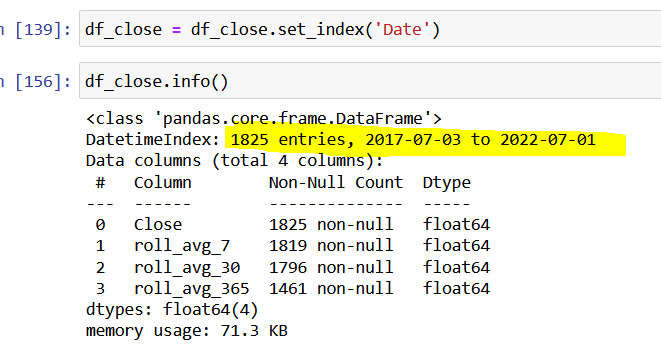 n [139]: df_close = df_close.set_index('Date')
n [156]: df_close.info()
<class 'pandas.core.frame.DataFrame'>
DatetimeIndex: 1825 entries, 2017-07-03 to 2022-07-01
Data columns (total 4 columns):
 #   Column       Non-Null Count  Dtype
---  ------       --------------  -----
 0   Close        1825 non-null   float64
 1   roll_avg_7   1819 non-null   float64
 2   roll_avg_30  1796 non-null   float64
 3   roll_avg_365 1461 non-null   float64
dtypes: float64(4)
memory usage: 71.3 KB